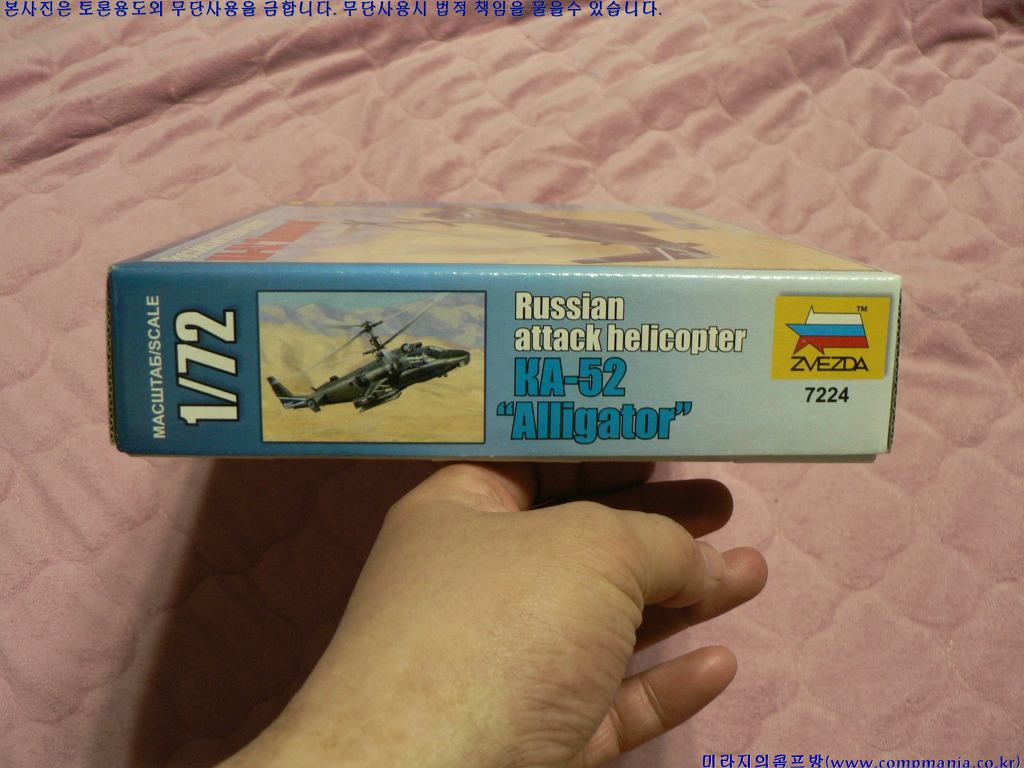 본사진은 토론용도외 무단사용을 금합니다. 무단사용시 법적 책임을 물을수 있습니다.
МАСШТАБ/SCALE
1/72
Russian
attack helicopter
KA-52
"Alligator"
ZVEZDA
TM
7224
미라지의콤프방(www.compmania.co.kr)